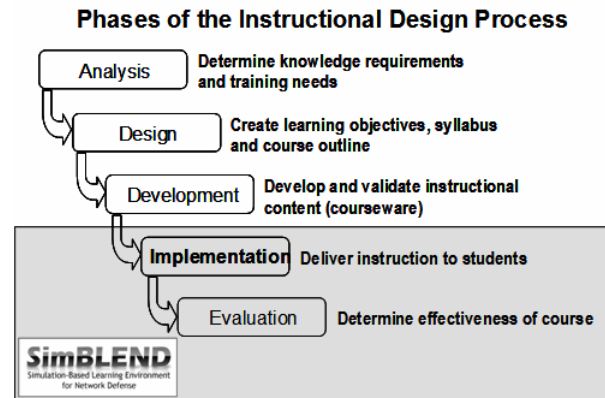 Phases of the Instructional Design Process
Analysis
Determine knowledge requirements
and training needs
Design
Create learning objectives, syllabus
and course outline
Development
Develop and validate instructional
content (courseware)
Implementation
Deliver instruction to students
Evaluation
Determine effectiveness of course
SimBLEND
Simulation-Based Learning Environment
for Network Defense